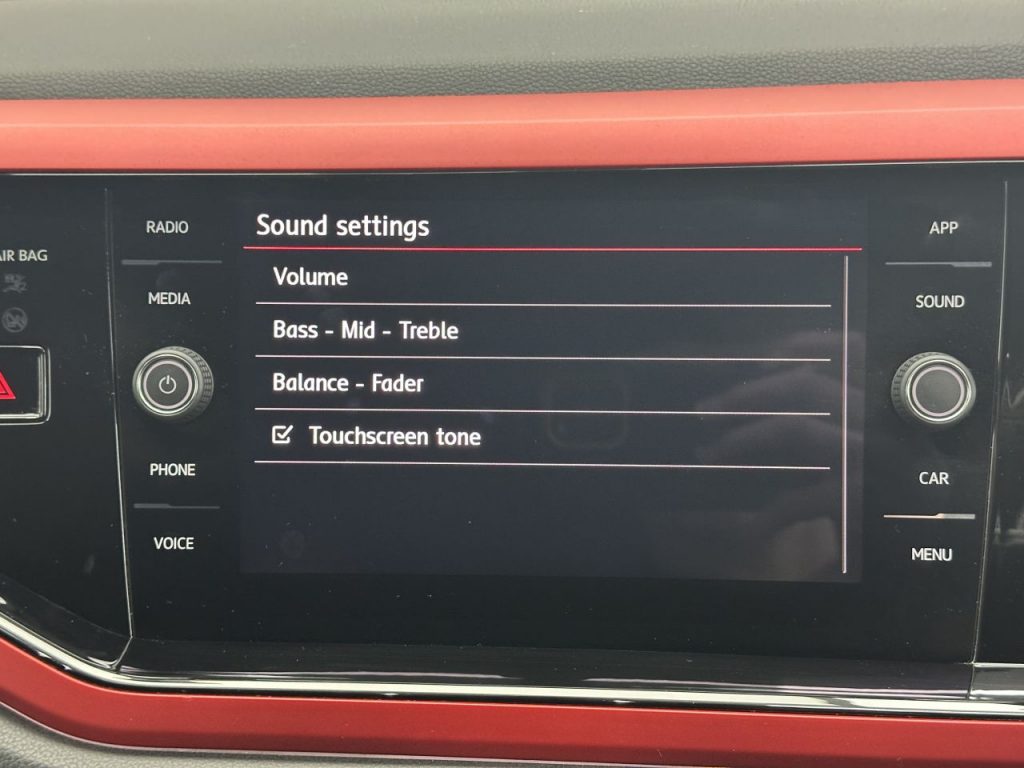 RADIO
Sound settings
APP
AIR BAG
Volume
MEDIA
SOUND
Bass - Mid - Treble
Balance - Fader
Touchscreen tone
PHONE
CAR
VOICE
MENU